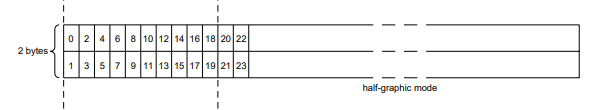 0 2 4 6 8 10 12 14 16 18 20 22
2 bytes
1 3 5 7 9 11 13 15 17 19 21 23
half-graphic mode